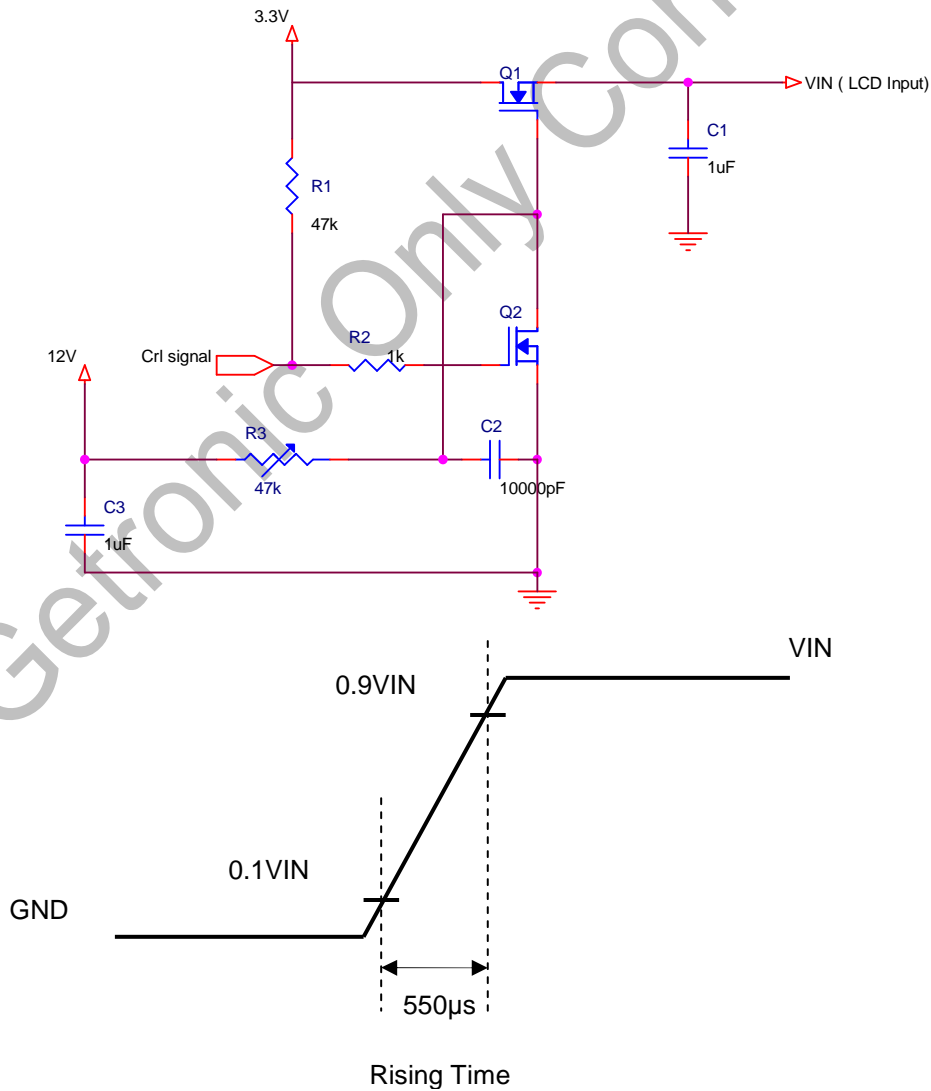 3.3V
Q1
VIN ( LCD Input)
C1
1uF
R1
47k
Q2
R2
1k
12V
Crl signal
R3
47k
C2
10000pF
C3
1uF
VIN
0.9VIN
0.1VIN
GND
550µs
Rising Time
Getronic Only